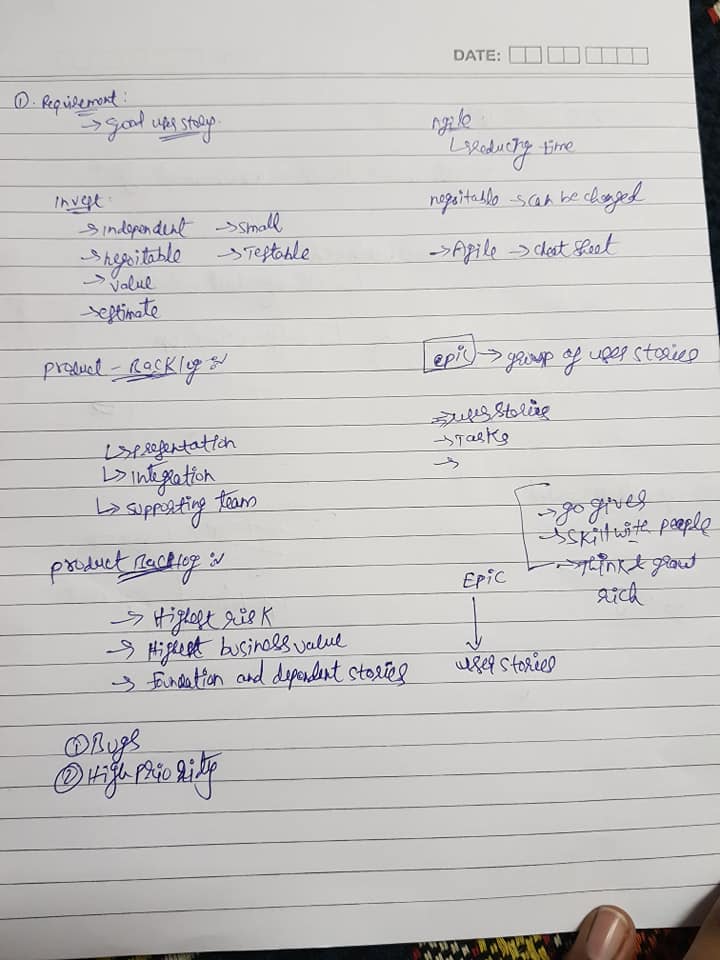 DATE:
① . Requirement :
→ Good user story.
Agile
↳ Reducing time
Invest :
→ independent → small
→ negoitable → Testable
→ value
→ estimate
negoitable → can be changed
→ Agile → cheat sheet
product - Backlog :~
↳ presentation
↳ integration
↳ supporting team
epic → group of user stories
⇒ user stories
→ Tasks
→
→ go gives
→ skill with people
→ Think & grow
rich
product Backlog :~
→ Highest risk
→ Highest business value
→ Foundation and dependent stories
EPIC
↓
user stories
① Bugs
② High priority